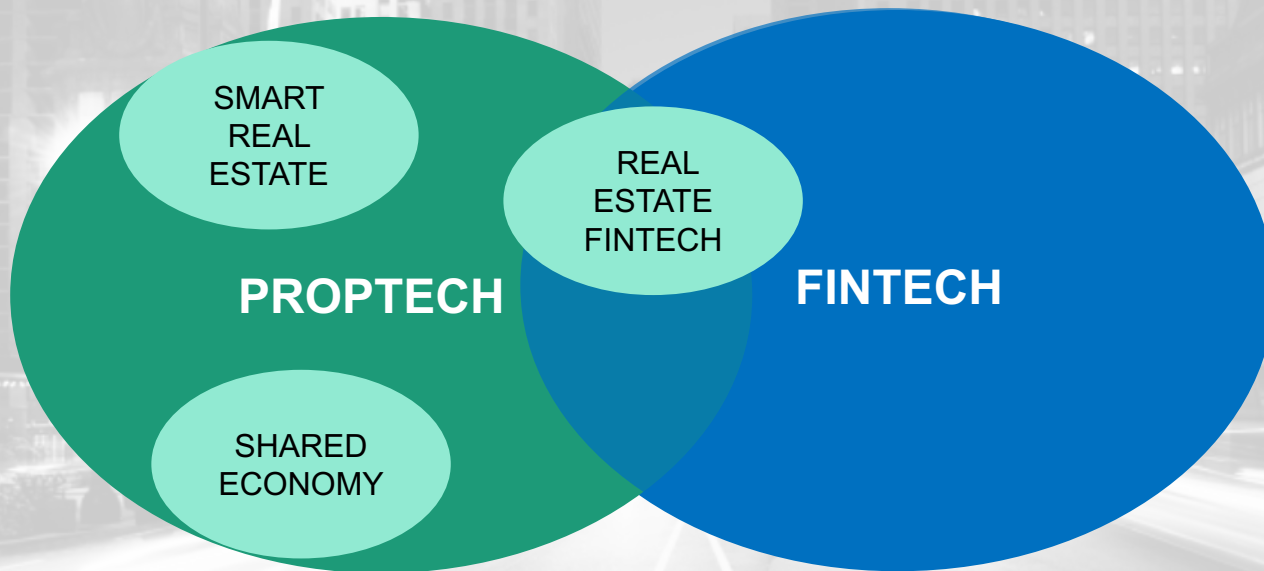 SMART
REAL
ESTATE
REAL
ESTATE
FINTECH
PROPTECH
FINTECH
SHARED
ECONOMY